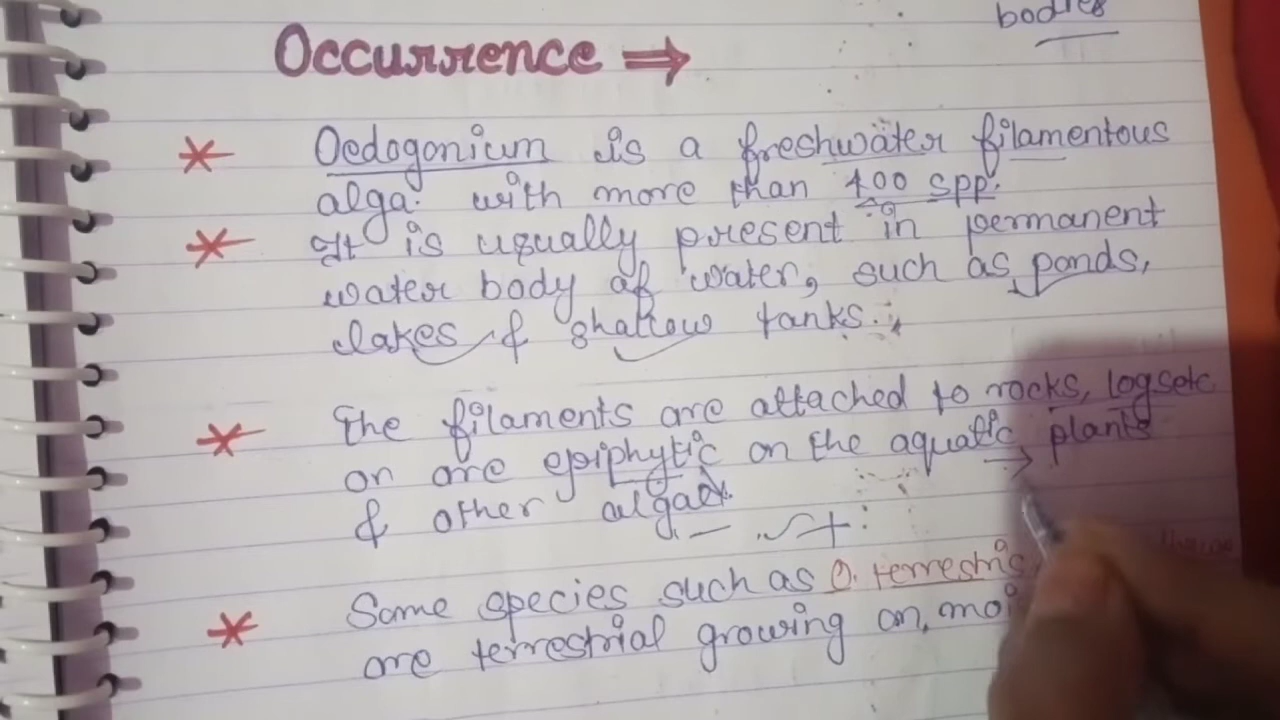 bodies
Occurrence ⇒
* Oedogonium is a freshwater filamentous
alga. with more than 400 spp.
* It is usually present in permanent
water body of water, such as ponds,
lakes & shallow tanks.
* The filaments are attached to rocks, logs etc
or are epiphytic on the aquatic plants
& other algae.
* Some species such as O. terrestris
are terrestrial growing on, moi